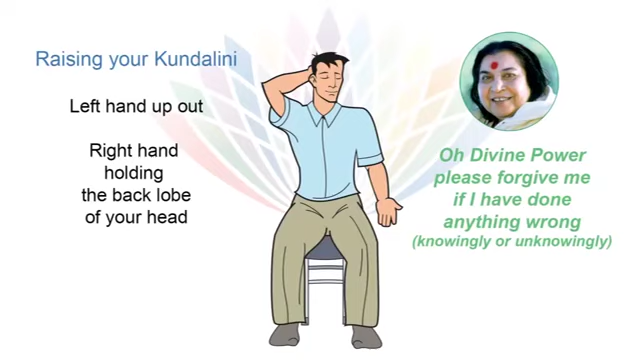 Raising your Kundalini
Left hand up out
Right hand
holding
the back lobe
of your head
Oh Divine Power
please forgive me
if I have done
anything wrong
(knowingly or unknowingly)